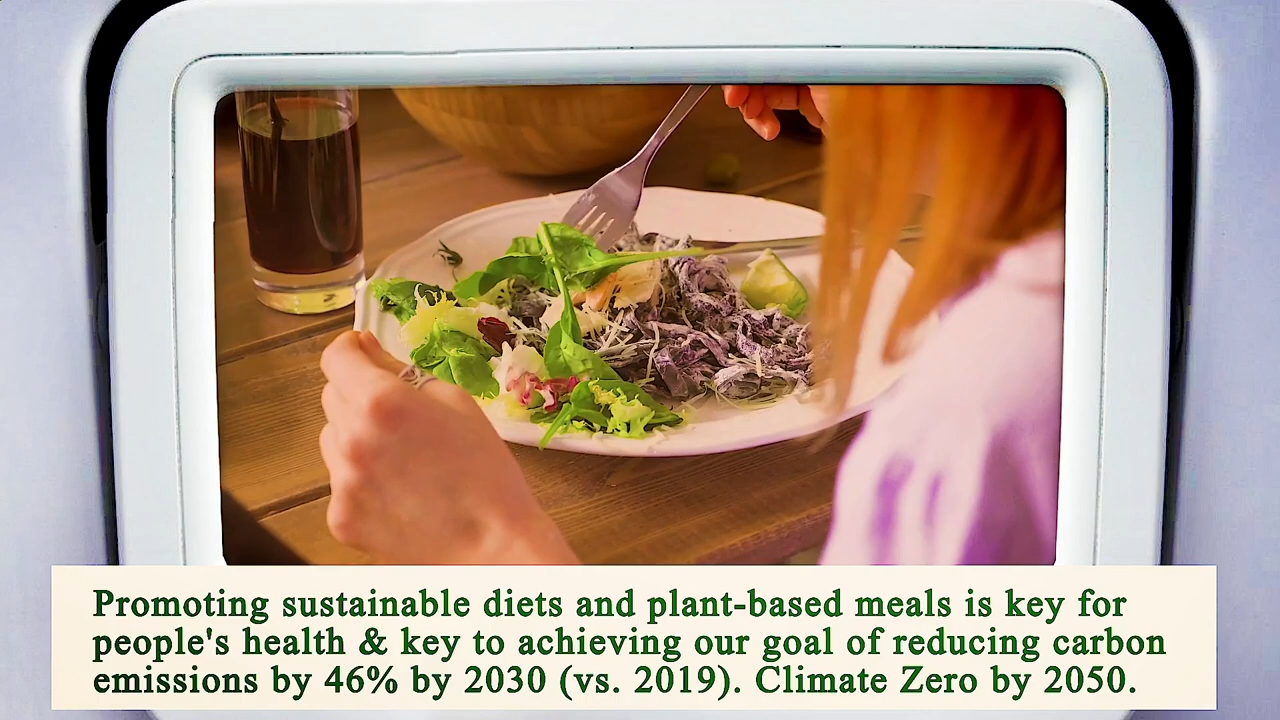 Promoting sustainable diets and plant-based meals is key for
people's health & key to achieving our goal of reducing carbon
emissions by 46% by 2030 (vs. 2019). Climate Zero by 2050.